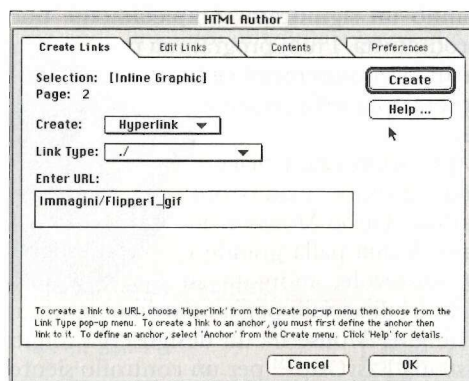 HTML Author
Create Links
Edit Links
Contents
Preferences
Selection: [Inline Graphic]
Page: 2
Create
Help ...
Create: Hyperlink
Link Type: ./
Enter URL:
Immagini/Flipper1_gif
To create a link to a URL, choose 'Hyperlink' from the Create pop-up menu then choose from the
Link Type pop-up menu. To create a link to an anchor, you must first define the anchor then
link to it. To define an anchor, select 'Anchor' from the Create menu. Click 'Help' for details.
Cancel
OK